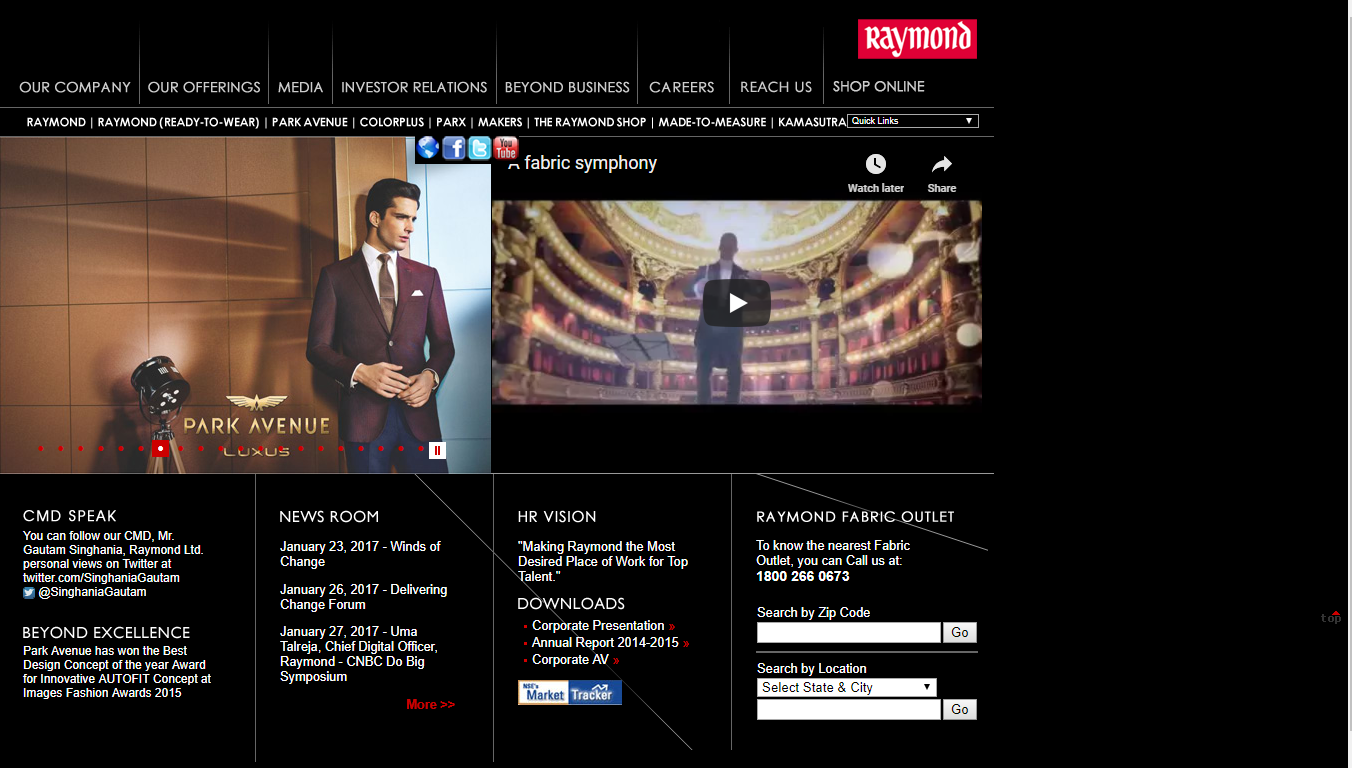 Raymond
OUR COMPANY
OUR OFFERINGS
MEDIA
INVESTOR RELATIONS
BEYOND BUSINESS
CAREERS
REACH US
SHOP ONLINE
RAYMOND | RAYMOND (READY-TO-WEAR) | PARK AVENUE | COLORPLUS | PARX | MAKERS | THE RAYMOND SHOP | MADE-TO-MEASURE | KAMASUTRA
Quick Links
You
Tube
A fabric symphony
Watch later
Share
PARK AVENUE
LUXUS
CMD SPEAK
You can follow our CMD, Mr.
Gautam Singhania, Raymond Ltd.
personal views on Twitter at
twitter.com/SinghaniaGautam
@SinghaniaGautam
BEYOND EXCELLENCE
Park Avenue has won the Best
Design Concept of the year Award
for Innovative AUTOFIT Concept at
Images Fashion Awards 2015
NEWS ROOM
January 23, 2017 - Winds of
Change
January 26, 2017 - Delivering
Change Forum
January 27, 2017 - Uma
Talreja, Chief Digital Officer,
Raymond - CNBC Do Big
Symposium
More >>
HR VISION
"Making Raymond the Most
Desired Place of Work for Top
Talent."
DOWNLOADS
Corporate Presentation »
Annual Report 2014-2015 »
Corporate AV »
NSE's
Market Tracker
RAYMOND FABRIC OUTLET
To know the nearest Fabric
Outlet, you can Call us at:
1800 266 0673
Search by Zip Code
Go
Search by Location
Select State & City
Go
top